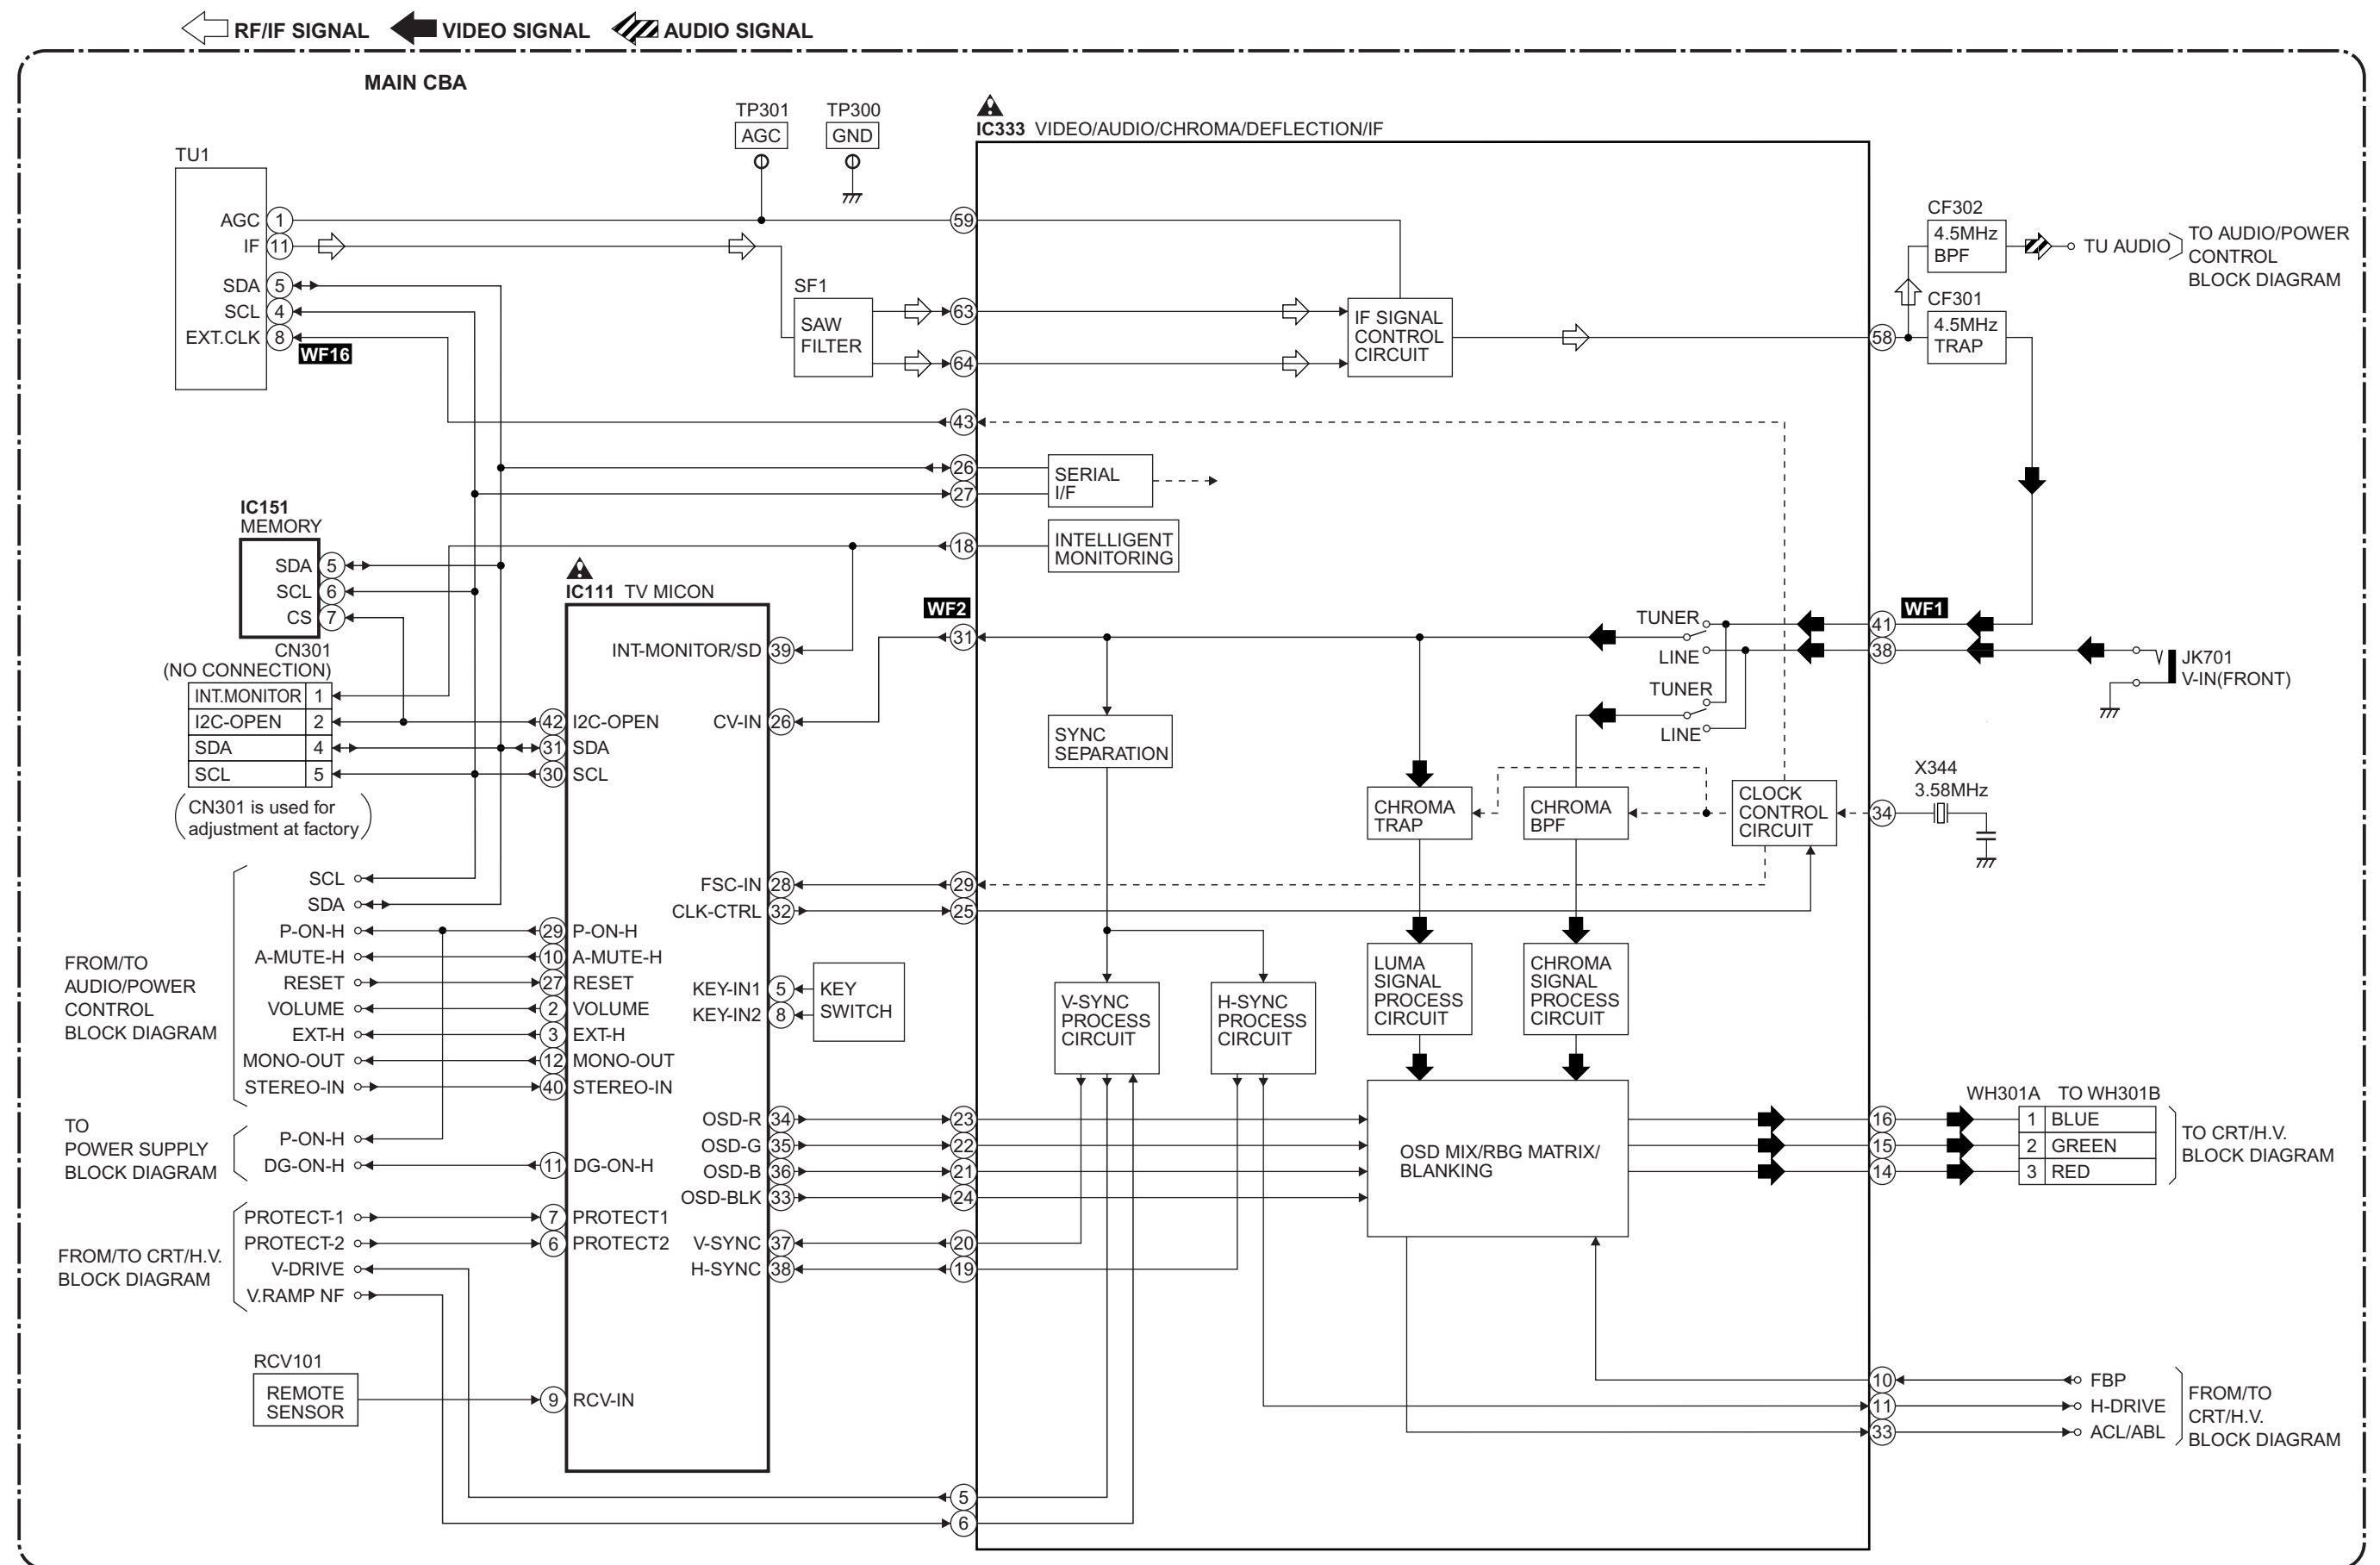 RF/IF SIGNAL VIDEO SIGNAL AUDIO SIGNAL
MAIN CBA
TP301 TP300
AGC GND
IC333 VIDEO/AUDIO/CHROMA/DEFLECTION/IF
TU1
AGC 1
IF 11
SDA 5
SCL 4
EXT.CLK 8
WF16
SF1
SAW
FILTER
59
63
64
43
26
27
18
IF SIGNAL
CONTROL
CIRCUIT
58
CF302
4.5MHz
BPF
TU AUDIO
TO AUDIO/POWER
CONTROL
BLOCK DIAGRAM
CF301
4.5MHz
TRAP
SERIAL
I/F
INTELLIGENT
MONITORING
IC151
MEMORY
SDA 5
SCL 6
CS 7
CN301
(NO CONNECTION)
INT.MONITOR 1
I2C-OPEN 2
SDA 4
SCL 5
CN301 is used for
adjustment at factory
IC111 TV MICON
INT-MONITOR/SD 39
42 I2C-OPEN
CV-IN 26
31 SDA
30 SCL
WF2
31
TUNER
LINE
TUNER
LINE
41
WF1
38
JK701
V-IN(FRONT)
SYNC
SEPARATION
CHROMA
TRAP
CHROMA
BPF
CLOCK
CONTROL
CIRCUIT
34
X344
3.58MHz
FSC-IN 28
29
CLK-CTRL 32
25
FROM/TO
AUDIO/POWER
CONTROL
BLOCK DIAGRAM
SCL
SDA
P-ON-H 29 P-ON-H
A-MUTE-H 10 A-MUTE-H
RESET 27 RESET
VOLUME 2 VOLUME
EXT-H 3 EXT-H
MONO-OUT 12 MONO-OUT
STEREO-IN 40 STEREO-IN
KEY-IN1 5
KEY-IN2 8
KEY
SWITCH
V-SYNC
PROCESS
CIRCUIT
H-SYNC
PROCESS
CIRCUIT
LUMA
SIGNAL
PROCESS
CIRCUIT
CHROMA
SIGNAL
PROCESS
CIRCUIT
TO
POWER SUPPLY
BLOCK DIAGRAM
P-ON-H
DG-ON-H 11 DG-ON-H
OSD-R 34 23
OSD-G 35 22
OSD-B 36 21
OSD-BLK 33 24
OSD MIX/RBG MATRIX/
BLANKING
WH301A TO WH301B
16 1 BLUE
15 2 GREEN
14 3 RED
TO CRT/H.V.
BLOCK DIAGRAM
FROM/TO CRT/H.V.
BLOCK DIAGRAM
PROTECT-1 7 PROTECT1
PROTECT-2 6 PROTECT2
V-DRIVE
V.RAMP NF
V-SYNC 37 20
H-SYNC 38 19
RCV101
REMOTE
SENSOR
9 RCV-IN
10 FBP
11 H-DRIVE
33 ACL/ABL
FROM/TO
CRT/H.V.
BLOCK DIAGRAM
5
6